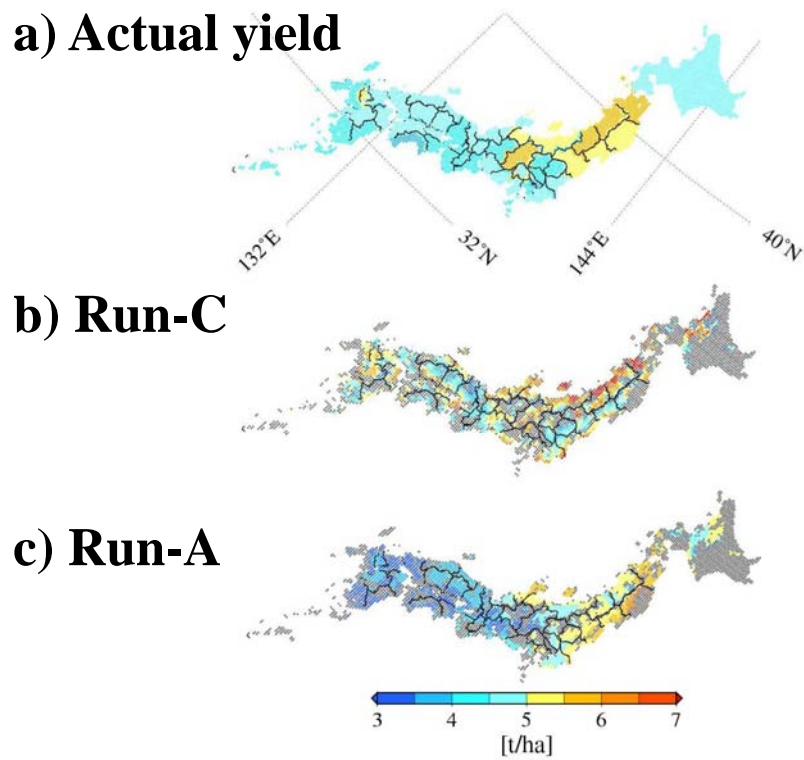 a) Actual yield
132°E
32°N
144°E
40°N
b) Run-C
c) Run-A
3 4 5 6 7
[t/ha]